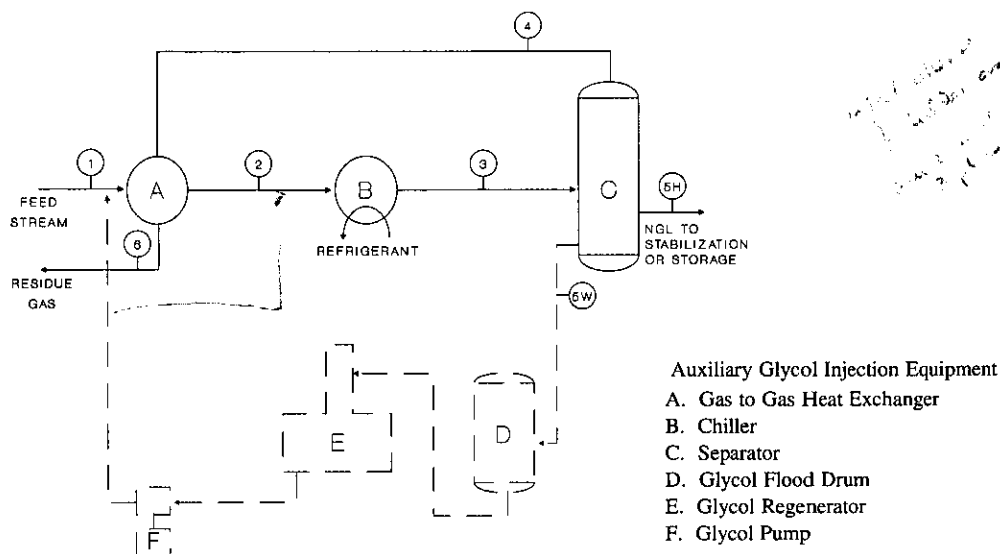 4
1
2
3
A
B
C
5H
FEED
STREAM
REFRIGERANT
NGL TO
STABILIZATION
OR STORAGE
6
RESIDUE
GAS
5W
E
D
F
Auxiliary Glycol Injection Equipment
A. Gas to Gas Heat Exchanger
B. Chiller
C. Separator
D. Glycol Flood Drum
E. Glycol Regenerator
F. Glycol Pump